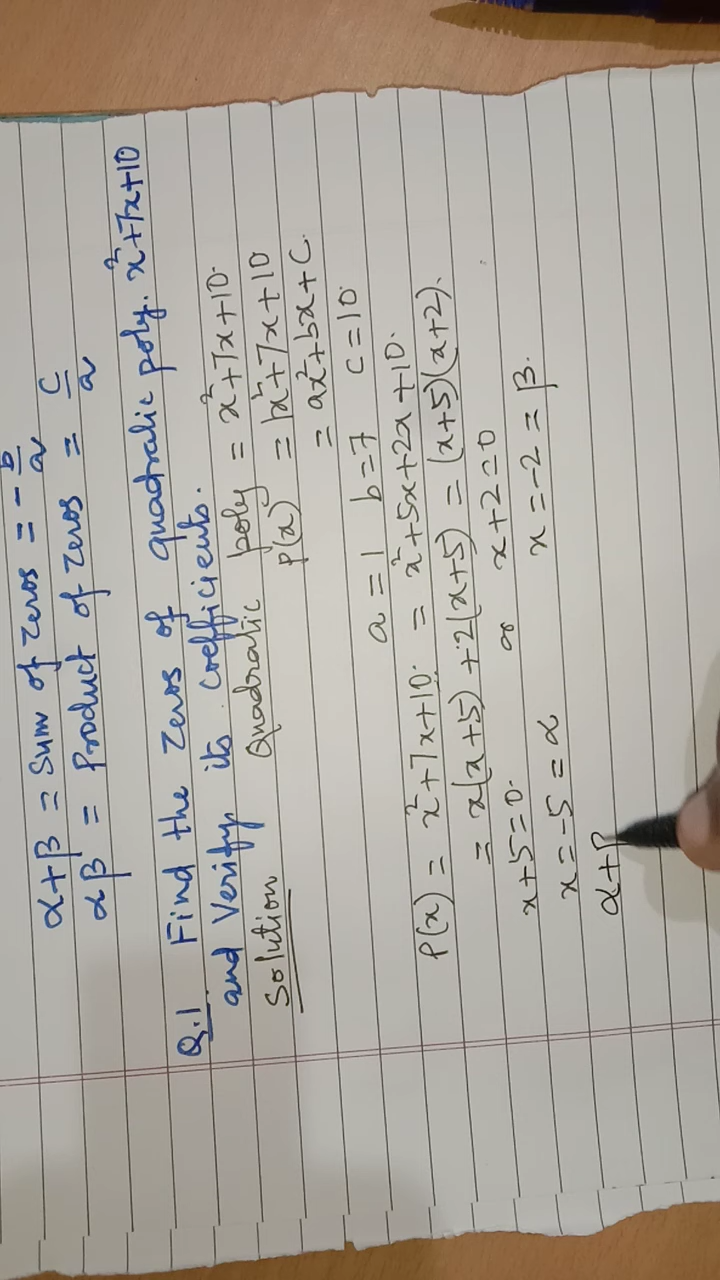 α+β = Sum of zeros = -b/a
αβ = Product of zeros = c/a
Q.1 Find the zeros of quadratic poly. x²+7x+10
and Verify its coefficients.
Solution Quadratic poly = x²+7x+10.
P(x) = 1x²+7x+10
= ax²+bx+c.
a=1 b=7 c=10
P(x) = x²+7x+10. = x²+5x+2x+10.
= x(x+5)+2(x+5) = (x+5)(x+2).
x+5=0. or x+2=0
x=-5=α x=-2=β.
α+β